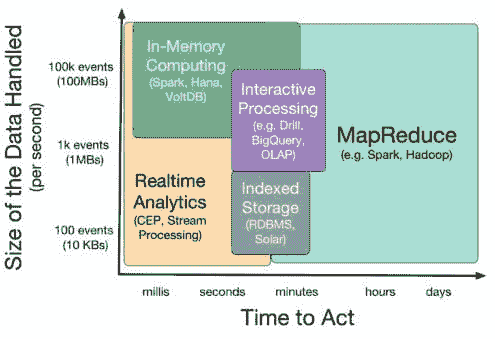 Size of the Data Handled
(per second)
100k events
(100MBs)
1k events
(1MBs)
100 events
(10 KBs)
In-Memory
Computing
(Spark, Hana,
VoltDB)
Interactive
Processing
(e.g. Drill,
BigQuery,
OLAP)
MapReduce
(e.g. Spark, Hadoop)
Realtime
Analytics
(CEP, Stream
Processing)
Indexed
Storage
(RDBMS,
Solar)
millis seconds minutes hours days
Time to Act